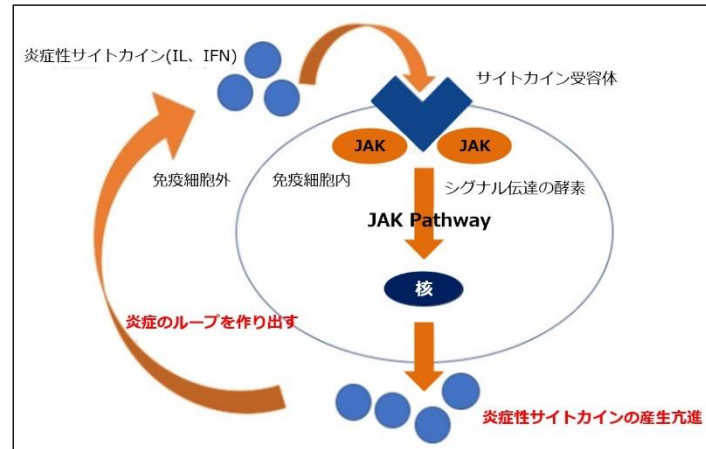 炎症性サイトカイン(IL、IFN)
サイトカイン受容体
JAK
JAK
免疫細胞外
免疫細胞内
シグナル伝達の酵素
JAK Pathway
核
炎症のループを作り出す
炎症性サイトカインの産生亢進